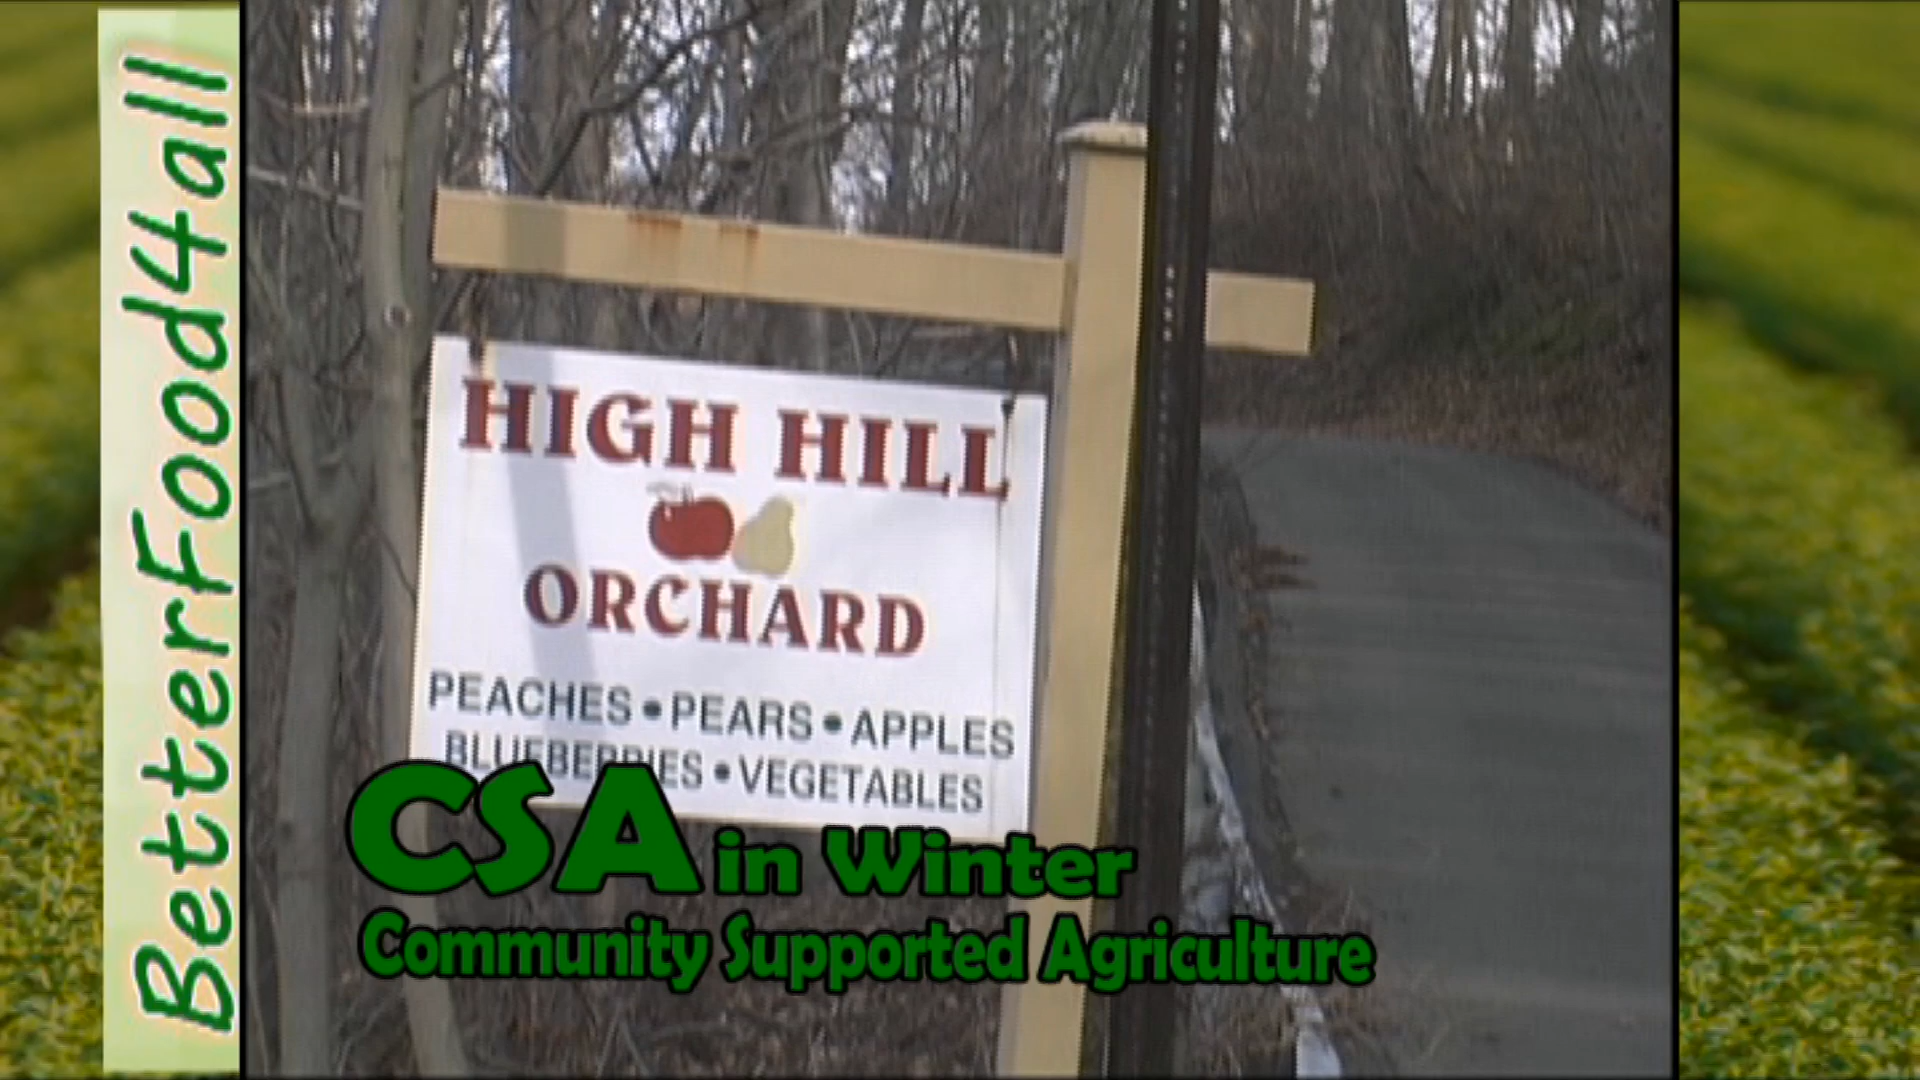 BetterFood4all
HIGH HILL
ORCHARD
PEACHES • PEARS • APPLES
BLUEBERRIES • VEGETABLES
CSA in Winter
Community Supported Agriculture